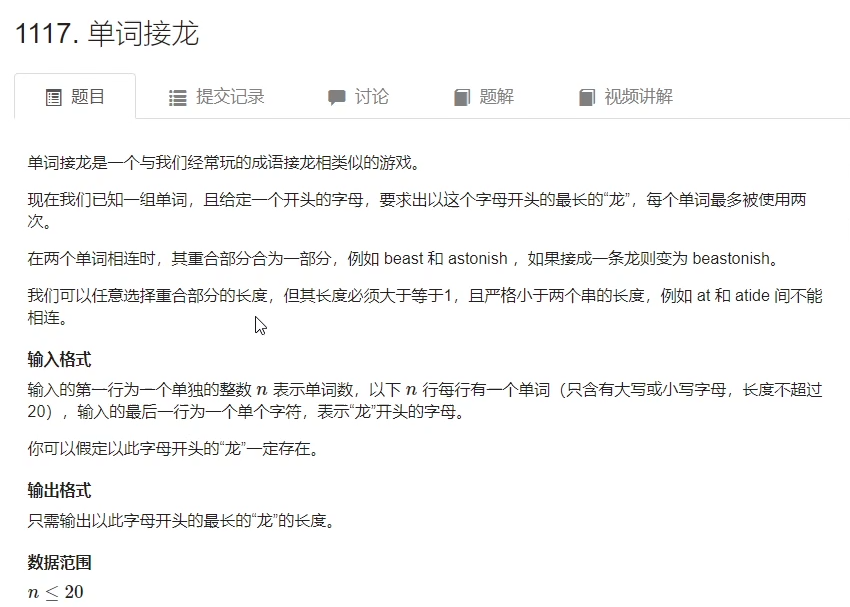 1117. 单词接龙
题目 提交记录 讨论 题解 视频讲解
单词接龙是一个与我们经常玩的成语接龙相类似的游戏。
现在我们已知一组单词，且给定一个开头的字母，要求出以这个字母开头的最长的“龙”，每个单词最多被使用两
次。
在两个单词相连时，其重合部分合为一部分，例如 beast 和 astonish ，如果接成一条龙则变为 beastonish。
我们可以任意选择重合部分的长度，但其长度必须大于等于1，且严格小于两个串的长度，例如 at 和 atide 间不能
相连。
输入格式
输入的第一行为一个单独的整数 n 表示单词数，以下 n 行每行有一个单词（只含有大写或小写字母，长度不超过
20），输入的最后一行为一个单个字符，表示“龙”开头的字母。
你可以假定以此字母开头的“龙”一定存在。
输出格式
只需输出以此字母开头的最长的“龙”的长度。
数据范围
n ≤ 20